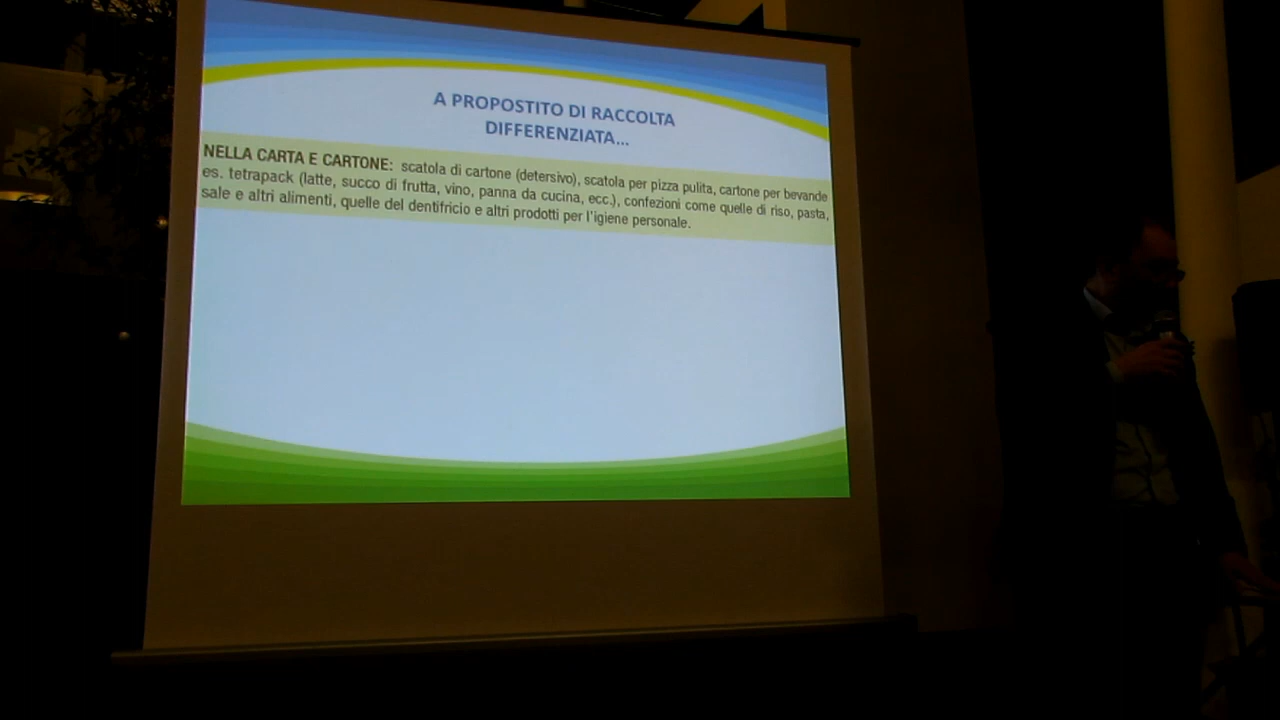 A PROPOSTITO DI RACCOLTA
DIFFERENZIATA...
NELLA CARTA E CARTONE: scatola di cartone (detersivo), scatola per pizza pulita, cartone per bevande
es. tetrapack (latte, succo di frutta, vino, panna da cucina, ecc.), confezioni come quelle di riso, pasta,
sale e altri alimenti, quelle del dentifricio e altri prodotti per l'igiene personale.